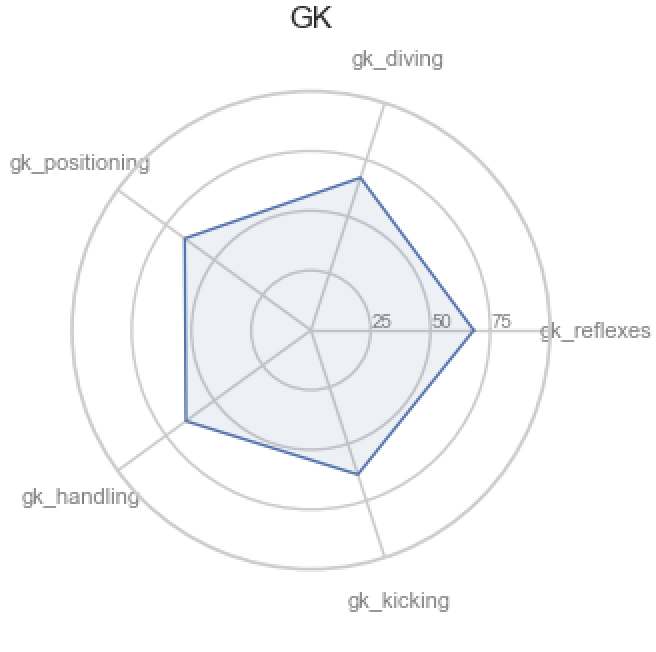 GK
gk_diving
gk_positioning
25
50
75
gk_reflexes
gk_handling
gk_kicking